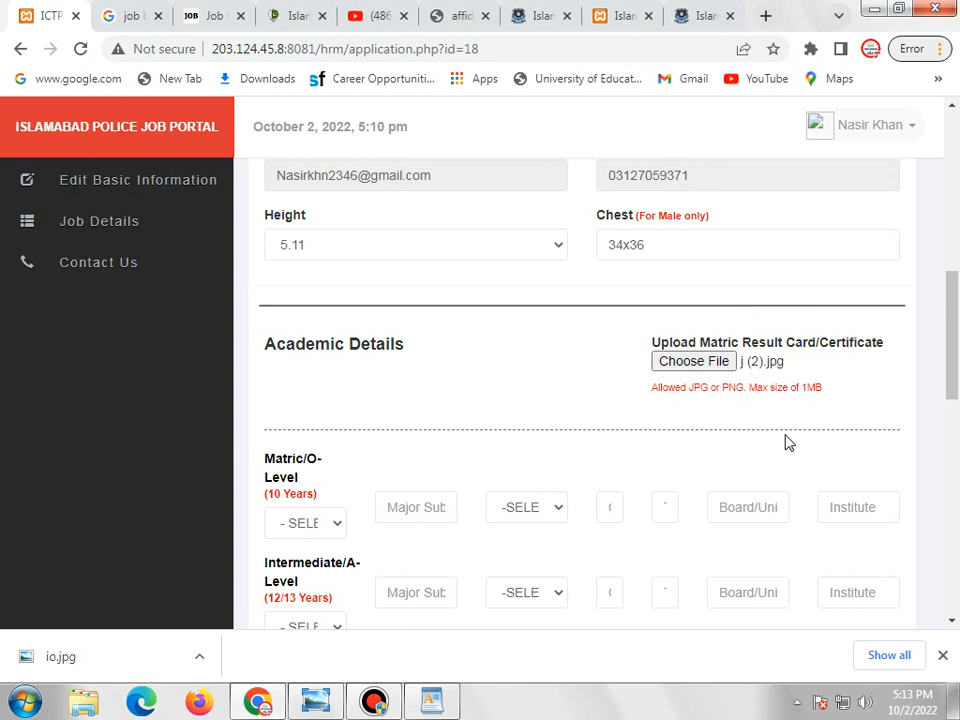 ICTP
job l
Job
Islan
(486
affid
Islan
Islan
Islan
Not secure
203.124.45.8:8081/hrm/application.php?id=18
Error
www.google.com
New Tab
Downloads
Career Opportuniti...
Apps
University of Educat...
Gmail
YouTube
Maps
»
ISLAMABAD POLICE JOB PORTAL
October 2, 2022, 5:10 pm
Nasir Khan
Edit Basic Information
Job Details
Contact Us
Nasirkhn2346@gmail.com
03127059371
Height
Chest (For Male only)
5.11
34x36
Academic Details
Upload Matric Result Card/Certificate
Choose File j (2).jpg
Allowed JPG or PNG. Max size of 1MB
Matric/O-
Level
(10 Years)
- SELE
Major Sub
-SELE
Board/Uni
Institute
Intermediate/A-
Level
(12/13 Years)
- SELE
Major Sub
-SELE
Board/Uni
Institute
io.jpg
Show all
5:13 PM
10/2/2022